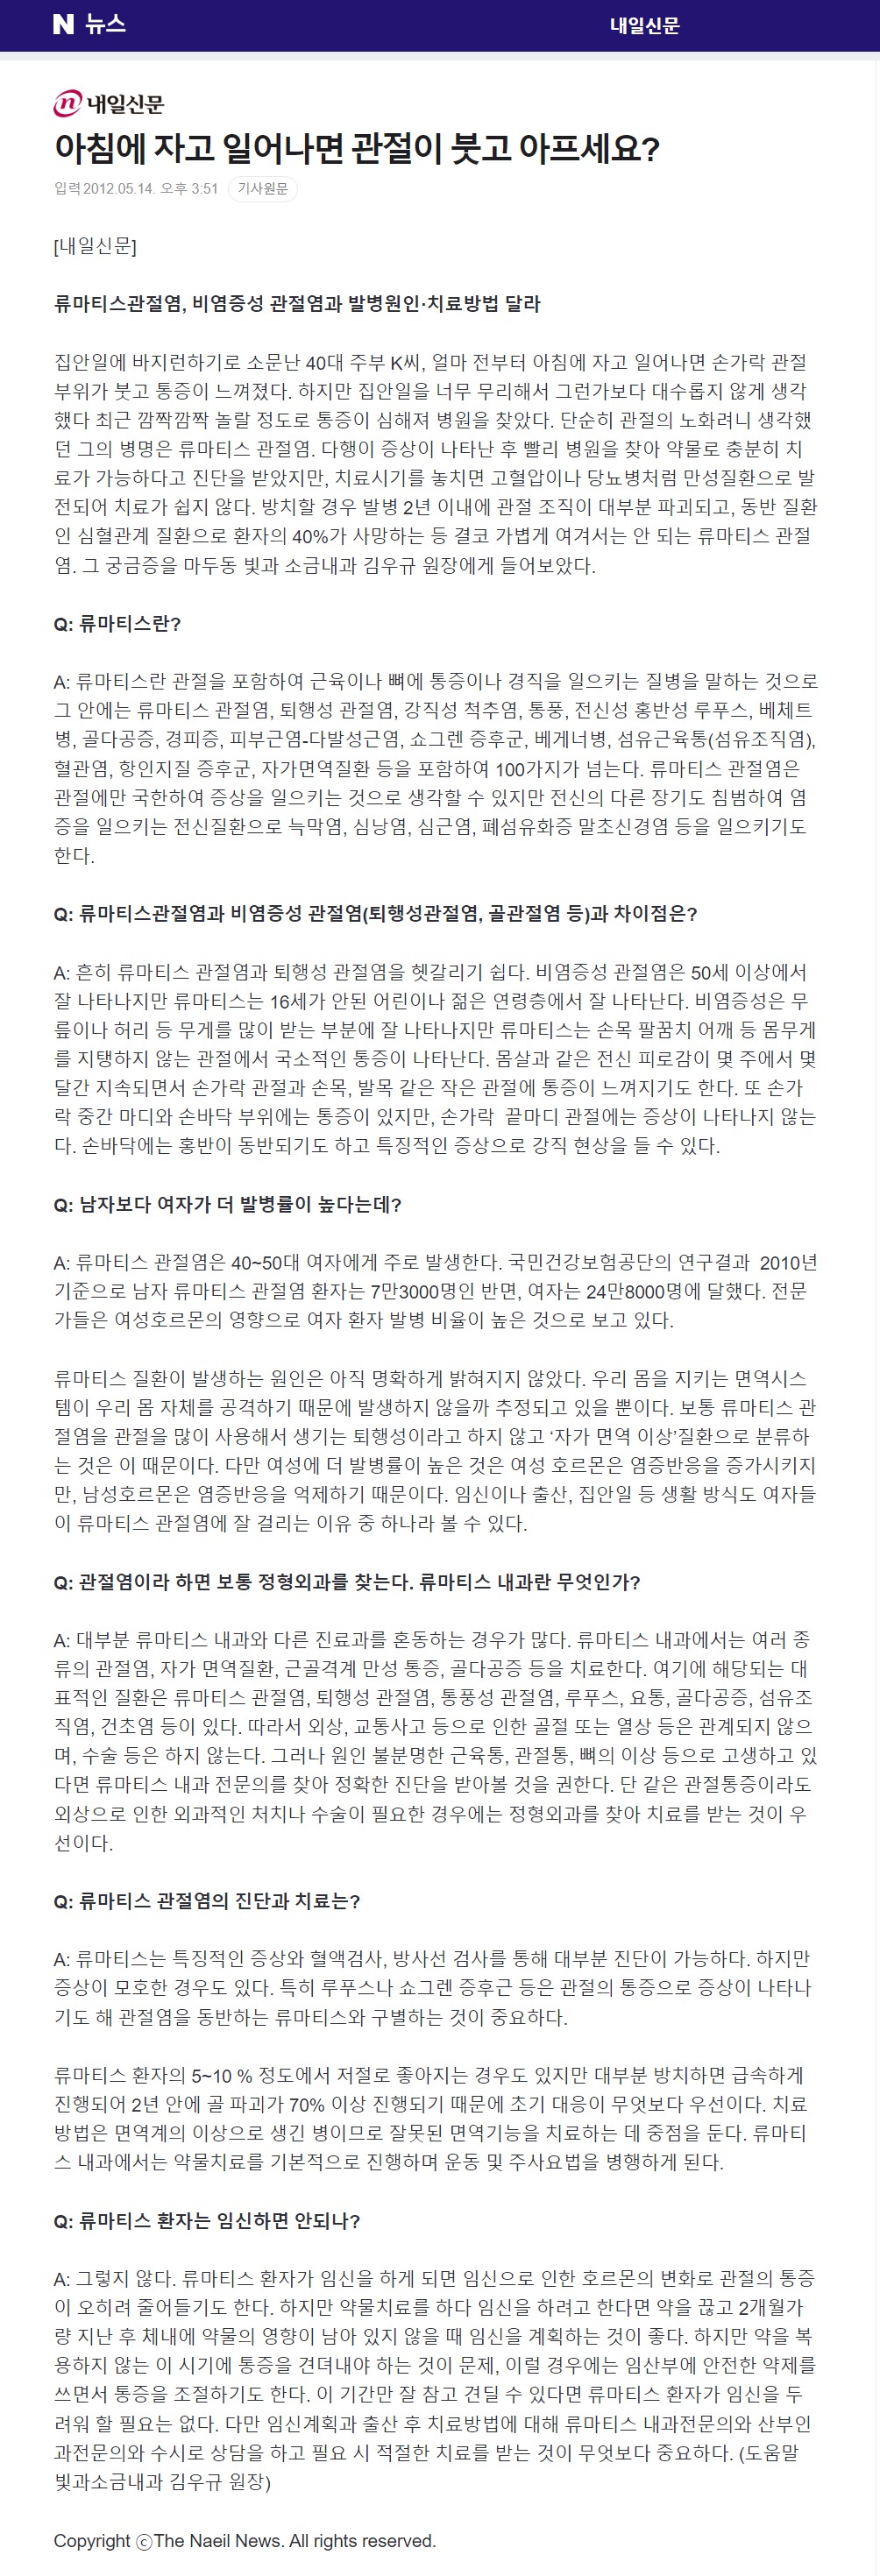 N 뉴스
내일신문
n 내일신문
아침에 자고 일어나면 관절이 붓고 아프세요?
입력2012.05.14. 오후 3:51 기사원문
[내일신문]
류마티스관절염, 비염증성 관절염과 발병원인·치료방법 달라
집안일에 바지런하기로 소문난 40대 주부 K씨, 얼마 전부터 아침에 자고 일어나면 손가락 관절
부위가 붓고 통증이 느껴졌다. 하지만 집안일을 너무 무리해서 그런가보다 대수롭지 않게 생각
했다 최근 깜짝깜짝 놀랄 정도로 통증이 심해져 병원을 찾았다. 단순히 관절의 노화려니 생각했
던 그의 병명은 류마티스 관절염. 다행이 증상이 나타난 후 빨리 병원을 찾아 약물로 충분히 치
료가 가능하다고 진단을 받았지만, 치료시기를 놓치면 고혈압이나 당뇨병처럼 만성질환으로 발
전되어 치료가 쉽지 않다. 방치할 경우 발병 2년 이내에 관절 조직이 대부분 파괴되고, 동반 질환
인 심혈관계 질환으로 환자의 40%가 사망하는 등 결코 가볍게 여겨서는 안 되는 류마티스 관절
염. 그 궁금증을 마두동 빛과 소금내과 김우규 원장에게 들어보았다.
Q: 류마티스란?
A: 류마티스란 관절을 포함하여 근육이나 뼈에 통증이나 경직을 일으키는 질병을 말하는 것으로
그 안에는 류마티스 관절염, 퇴행성 관절염, 강직성 척추염, 통풍, 전신성 홍반성 루푸스, 베체트
병, 골다공증, 경피증, 피부근염-다발성근염, 쇼그렌 증후군, 베게너병, 섬유근육통(섬유조직염),
혈관염, 항인지질 증후군, 자가면역질환 등을 포함하여 100가지가 넘는다. 류마티스 관절염은
관절에만 국한하여 증상을 일으키는 것으로 생각할 수 있지만 전신의 다른 장기도 침범하여 염
증을 일으키는 전신질환으로 늑막염, 심낭염, 심근염, 폐섬유화증 말초신경염 등을 일으키기도
한다.
Q: 류마티스관절염과 비염증성 관절염(퇴행성관절염, 골관절염 등)과 차이점은?
A: 흔히 류마티스 관절염과 퇴행성 관절염을 헷갈리기 쉽다. 비염증성 관절염은 50세 이상에서
잘 나타나지만 류마티스는 16세가 안된 어린이나 젊은 연령층에서 잘 나타난다. 비염증성은 무
릎이나 허리 등 무게를 많이 받는 부분에 잘 나타나지만 류마티스는 손목 팔꿈치 어깨 등 몸무게
를 지탱하지 않는 관절에서 국소적인 통증이 나타난다. 몸살과 같은 전신 피로감이 몇 주에서 몇
달간 지속되면서 손가락 관절과 손목, 발목 같은 작은 관절에 통증이 느껴지기도 한다. 또 손가
락 중간 마디와 손바닥 부위에는 통증이 있지만, 손가락  끝마디 관절에는 증상이 나타나지 않는
다. 손바닥에는 홍반이 동반되기도 하고 특징적인 증상으로 강직 현상을 들 수 있다.
Q: 남자보다 여자가 더 발병률이 높다는데?
A: 류마티스 관절염은 40~50대 여자에게 주로 발생한다. 국민건강보험공단의 연구결과  2010년
기준으로 남자 류마티스 관절염 환자는 7만3000명인 반면, 여자는 24만8000명에 달했다. 전문
가들은 여성호르몬의 영향으로 여자 환자 발병 비율이 높은 것으로 보고 있다.
류마티스 질환이 발생하는 원인은 아직 명확하게 밝혀지지 않았다. 우리 몸을 지키는 면역시스
템이 우리 몸 자체를 공격하기 때문에 발생하지 않을까 추정되고 있을 뿐이다. 보통 류마티스 관
절염을 관절을 많이 사용해서 생기는 퇴행성이라고 하지 않고 ‘자가 면역 이상’질환으로 분류하
는 것은 이 때문이다. 다만 여성에 더 발병률이 높은 것은 여성 호르몬은 염증반응을 증가시키지
만, 남성호르몬은 염증반응을 억제하기 때문이다. 임신이나 출산, 집안일 등 생활 방식도 여자들
이 류마티스 관절염에 잘 걸리는 이유 중 하나라 볼 수 있다.
Q: 관절염이라 하면 보통 정형외과를 찾는다. 류마티스 내과란 무엇인가?
A: 대부분 류마티스 내과와 다른 진료과를 혼동하는 경우가 많다. 류마티스 내과에서는 여러 종
류의 관절염, 자가 면역질환, 근골격계 만성 통증, 골다공증 등을 치료한다. 여기에 해당되는 대
표적인 질환은 류마티스 관절염, 퇴행성 관절염, 통풍성 관절염, 루푸스, 요통, 골다공증, 섬유조
직염, 건초염 등이 있다. 따라서 외상, 교통사고 등으로 인한 골절 또는 열상 등은 관계되지 않으
며, 수술 등은 하지 않는다. 그러나 원인 불분명한 근육통, 관절통, 뼈의 이상 등으로 고생하고 있
다면 류마티스 내과 전문의를 찾아 정확한 진단을 받아볼 것을 권한다. 단 같은 관절통증이라도
외상으로 인한 외과적인 처치나 수술이 필요한 경우에는 정형외과를 찾아 치료를 받는 것이 우
선이다.
Q: 류마티스 관절염의 진단과 치료는?
A: 류마티스는 특징적인 증상와 혈액검사, 방사선 검사를 통해 대부분 진단이 가능하다. 하지만
증상이 모호한 경우도 있다. 특히 루푸스나 쇼그렌 증후근 등은 관절의 통증으로 증상이 나타나
기도 해 관절염을 동반하는 류마티스와 구별하는 것이 중요하다.
류마티스 환자의 5~10 % 정도에서 저절로 좋아지는 경우도 있지만 대부분 방치하면 급속하게
진행되어 2년 안에 골 파괴가 70% 이상 진행되기 때문에 초기 대응이 무엇보다 우선이다. 치료
방법은 면역계의 이상으로 생긴 병이므로 잘못된 면역기능을 치료하는 데 중점을 둔다. 류마티
스 내과에서는 약물치료를 기본적으로 진행하며 운동 및 주사요법을 병행하게 된다.
Q: 류마티스 환자는 임신하면 안되나?
A: 그렇지 않다. 류마티스 환자가 임신을 하게 되면 임신으로 인한 호르몬의 변화로 관절의 통증
이 오히려 줄어들기도 한다. 하지만 약물치료를 하다 임신을 하려고 한다면 약을 끊고 2개월가
량 지난 후 체내에 약물의 영향이 남아 있지 않을 때 임신을 계획하는 것이 좋다. 하지만 약을 복
용하지 않는 이 시기에 통증을 견뎌내야 하는 것이 문제, 이럴 경우에는 임산부에 안전한 약제를
쓰면서 통증을 조절하기도 한다. 이 기간만 잘 참고 견딜 수 있다면 류마티스 환자가 임신을 두
려워 할 필요는 없다. 다만 임신계획과 출산 후 치료방법에 대해 류마티스 내과전문의와 산부인
과전문의와 수시로 상담을 하고 필요 시 적절한 치료를 받는 것이 무엇보다 중요하다. (도움말
빛과소금내과 김우규 원장)
Copyright ⓒThe Naeil News. All rights reserved.